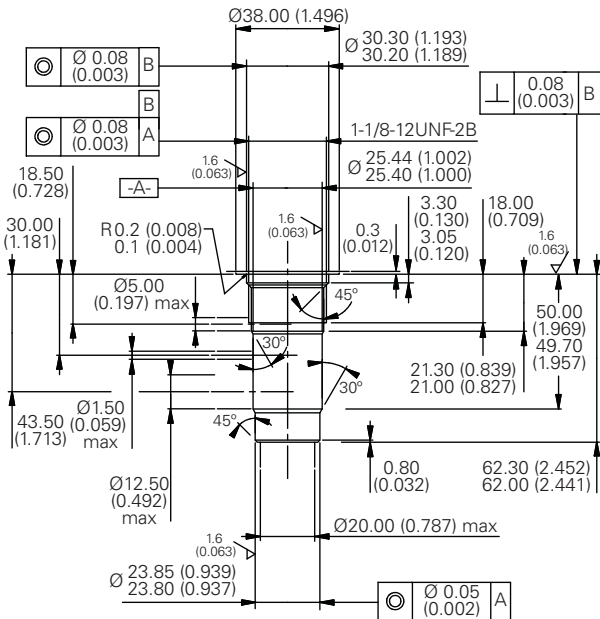 Ø38.00 (1.496)
Ø 30.30 (1.193)
30.20 (1.189)
◎ Ø 0.08 (0.003) B
B
◎ Ø 0.08 (0.003) A
⊥ 0.08 (0.003) B
1-1/8-12UNF-2B
1.6
(0.063)
Ø 25.44 (1.002)
25.40 (1.000)
-A-
18.50
(0.728)
30.00
(1.181)
R0.2 (0.008)
0.1 (0.004)
1.6
(0.063)
0.3
(0.012)
3.30
(0.130)
3.05
(0.120)
18.00
(0.709)
1.6
(0.063)
Ø5.00
(0.197) max
45°
50.00
(1.969)
49.70
(1.957)
30°
30°
21.30 (0.839)
21.00 (0.827)
43.50
(1.713)
Ø1.50
(0.059)
max
45°
Ø12.50
(0.492)
max
0.80
(0.032)
62.30 (2.452)
62.00 (2.441)
Ø20.00 (0.787) max
1.6
(0.063)
Ø 23.85 (0.939)
23.80 (0.937)
◎ Ø 0.05 (0.002) A